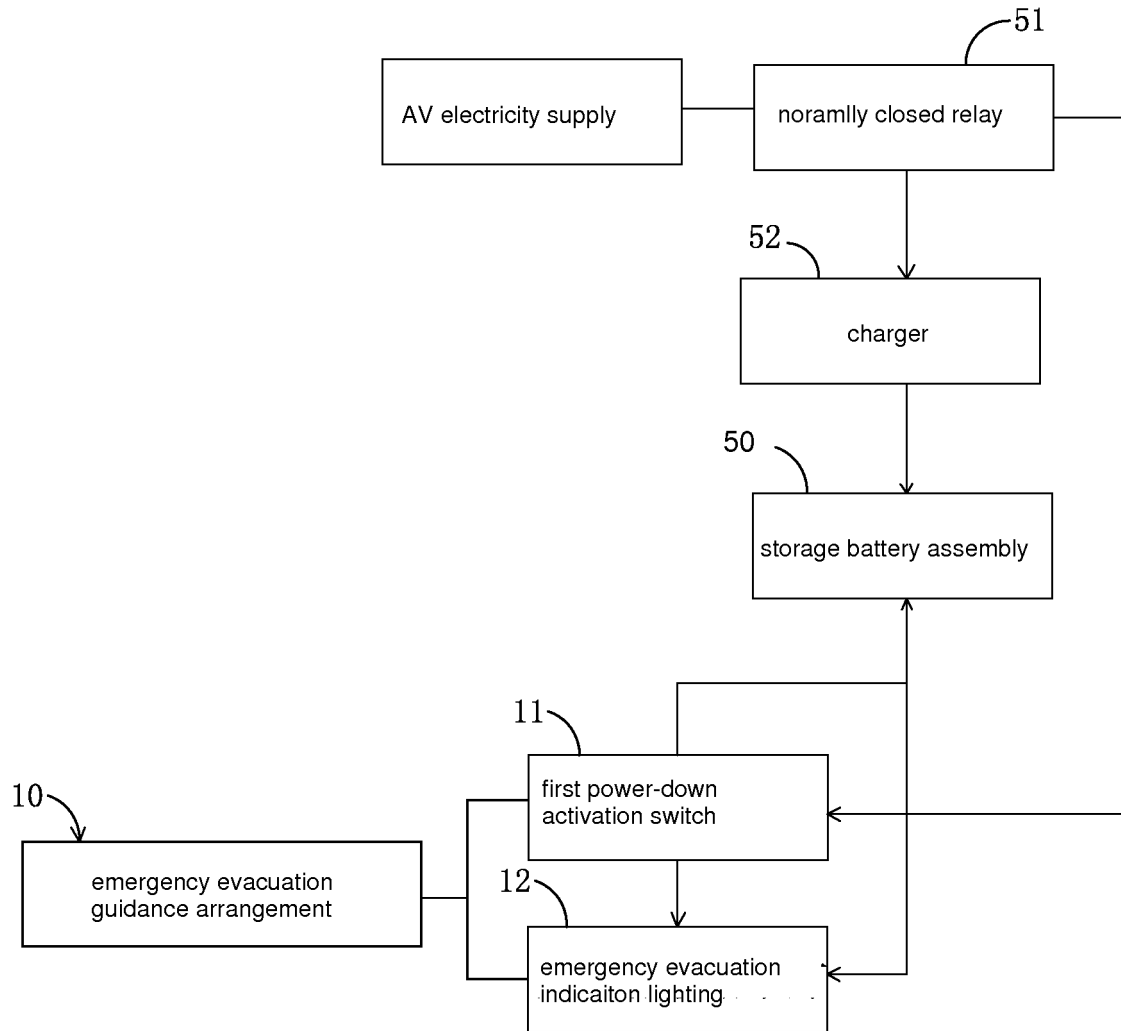 51
AV electricity supply
noramlly closed relay
52
charger
50
storage battery assembly
11
first power-down
activation switch
10
emergency evacuation
guidance arrangement
12
emergency evacuation
indicaiton lighting